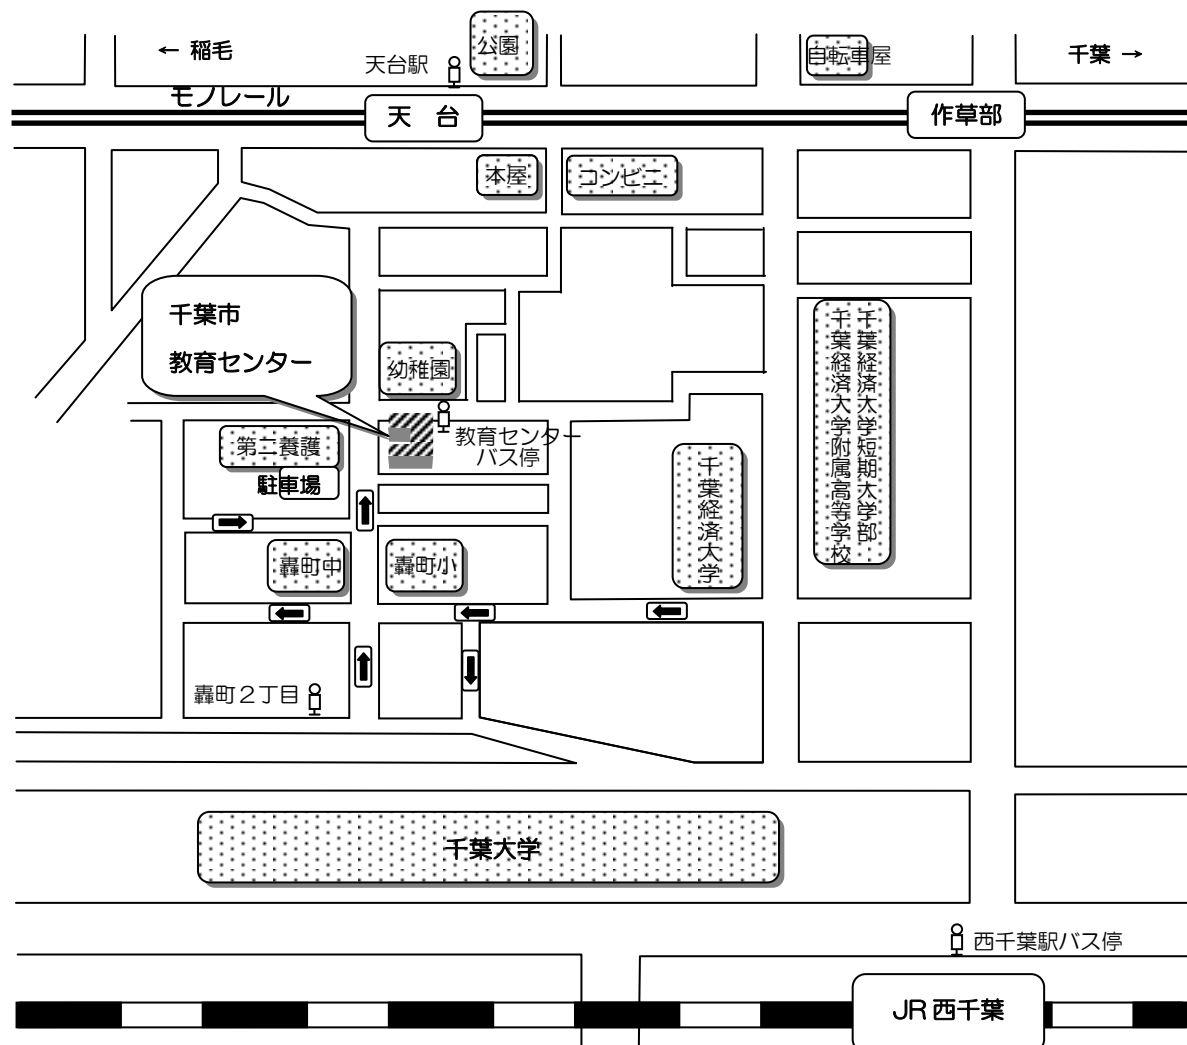 公園
自転車屋
← 稲毛
千葉 →
天台駅
モノレール
天　台
作草部
本屋
コンビニ
千葉市
教育センター
幼稚園
千葉経済大学短期大学部
千葉経済大学附属高等学校
教育センター
バス停
第二養護
駐車場
千葉経済大学
轟町中
轟町小
轟町２丁目
千葉大学
西千葉駅バス停
JR 西千葉